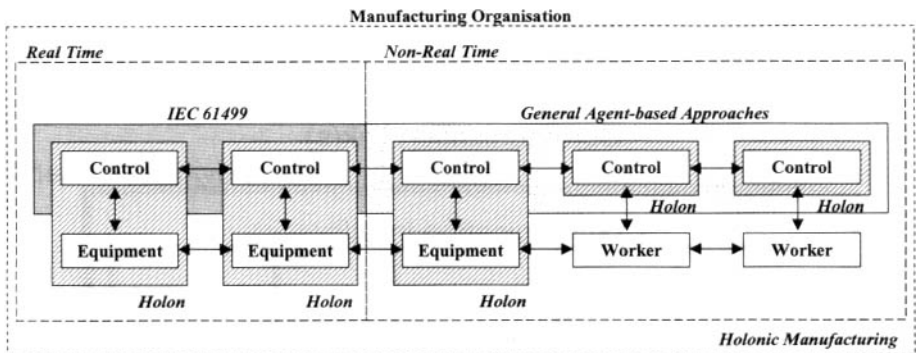 Manufacturing Organisation
Real Time
Non-Real Time
IEC 61499
General Agent-based Approaches
Control
Control
Control
Control
Control
Holon
Holon
Equipment
Equipment
Equipment
Worker
Worker
Holon
Holon
Holon
Holonic Manufacturing